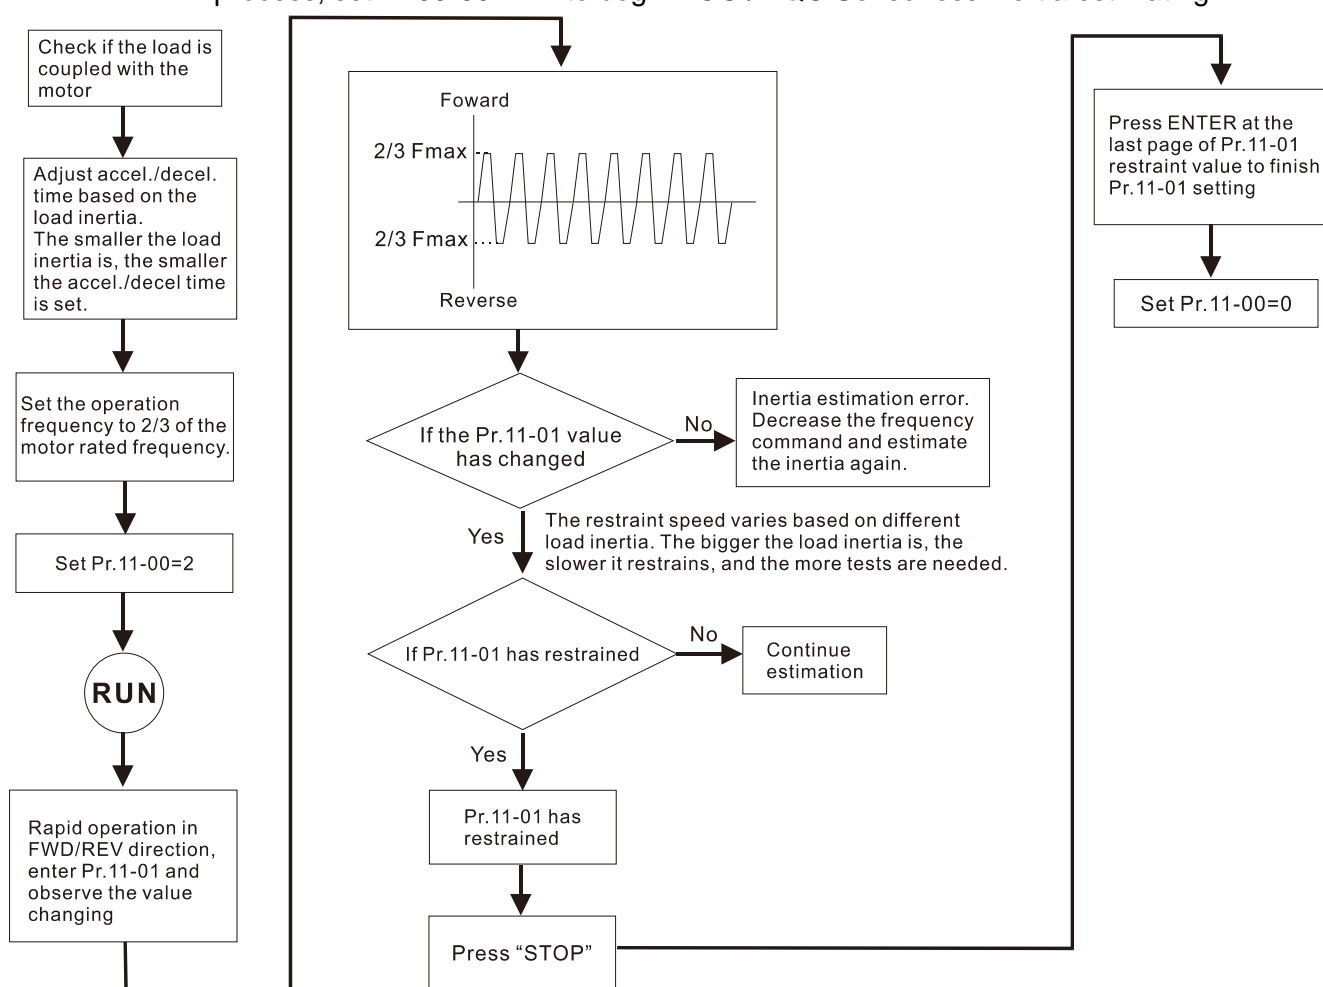 Check if the load is
coupled with the
motor
Adjust accel./decel.
time based on the
load inertia.
The smaller the load
inertia is, the smaller
the accel./decel time
is set.
Set the operation
frequency to 2/3 of the
motor rated frequency.
Set Pr.11-00=2
RUN
Rapid operation in
FWD/REV direction,
enter Pr.11-01 and
observe the value
changing
Foward
2/3 Fmax
2/3 Fmax
Reverse
If the Pr.11-01 value
has changed
No
Inertia estimation error.
Decrease the frequency
command and estimate
the inertia again.
Yes
The restraint speed varies based on different
load inertia. The bigger the load inertia is, the
slower it restrains, and the more tests are needed.
If Pr.11-01 has restrained
No
Continue
estimation
Yes
Pr.11-01 has
restrained
Press “STOP”
Press ENTER at the
last page of Pr.11-01
restraint value to finish
Pr.11-01 setting
Set Pr.11-00=0